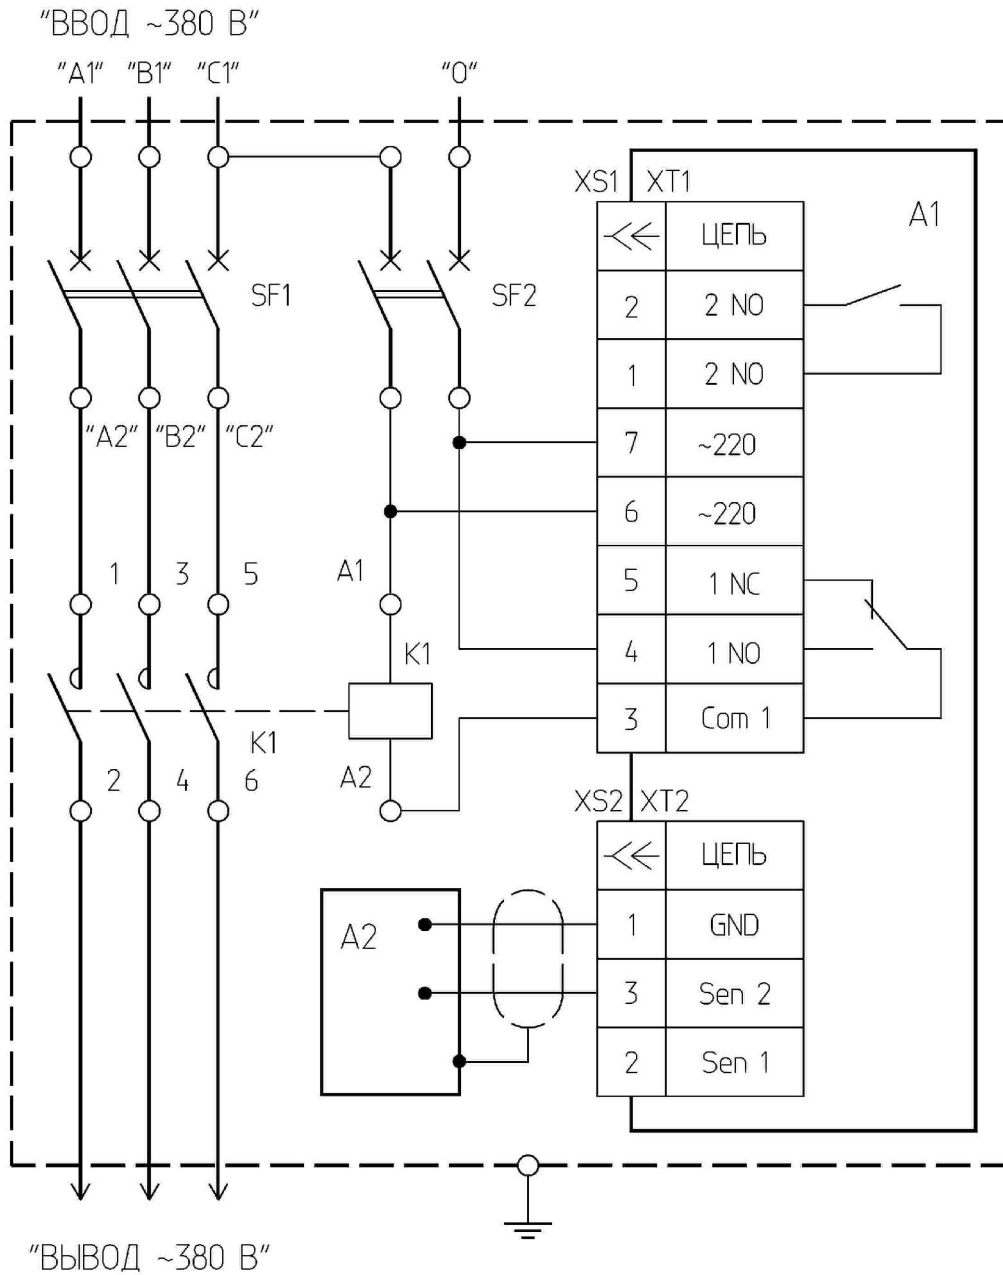 "ВВОД ~380 В"
"А1" "В1" "С1" "0"
XS1 XT1
A1
ЦЕПЬ
SF1
SF2
2 2 NO
1 2 NO
"А2" "В2" "С2"
7 ~220
6 ~220
1 3 5
A1
5 1 NC
K1
4 1 NO
3 Com 1
K1
2 4 6
A2
XS2 XT2
ЦЕПЬ
A2
1 GND
3 Sen 2
2 Sen 1
"ВЫВОД ~380 В"